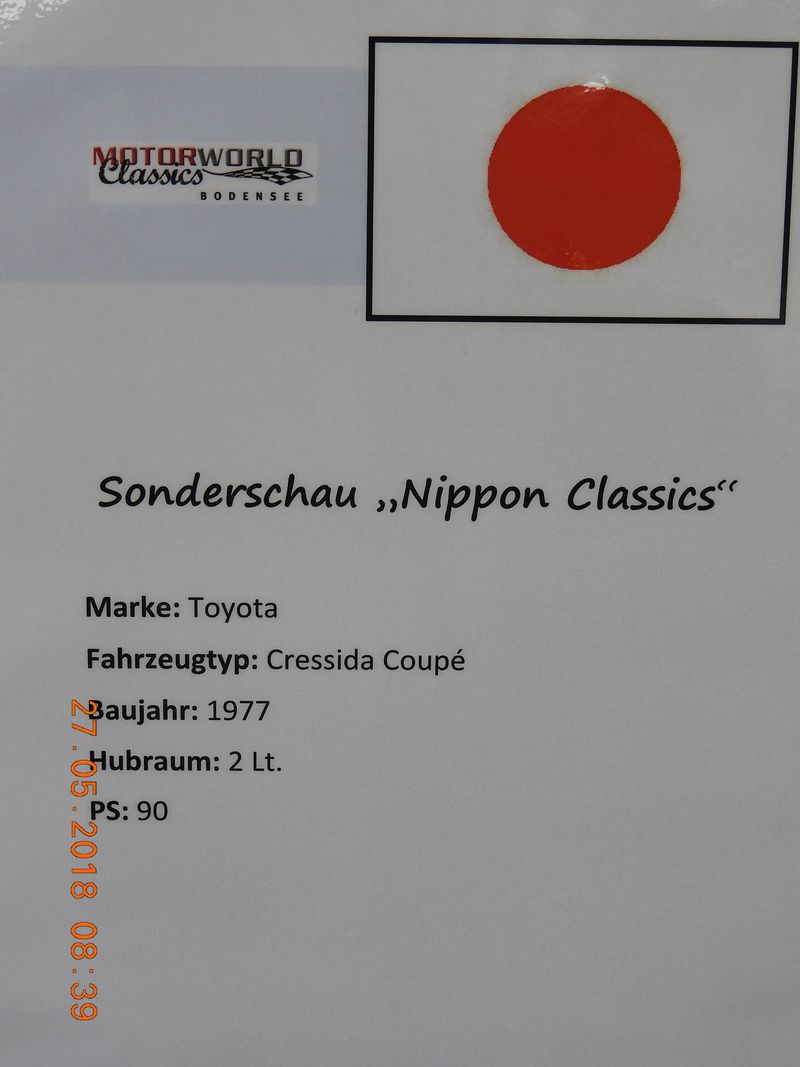 MOTORWORLD
Classics
BODENSEE
Sonderschau „Nippon Classics“
Marke: Toyota
Fahrzeugtyp: Cressida Coupé
Baujahr: 1977
Hubraum: 2 Lt.
PS: 90
27.05.2018 08:39